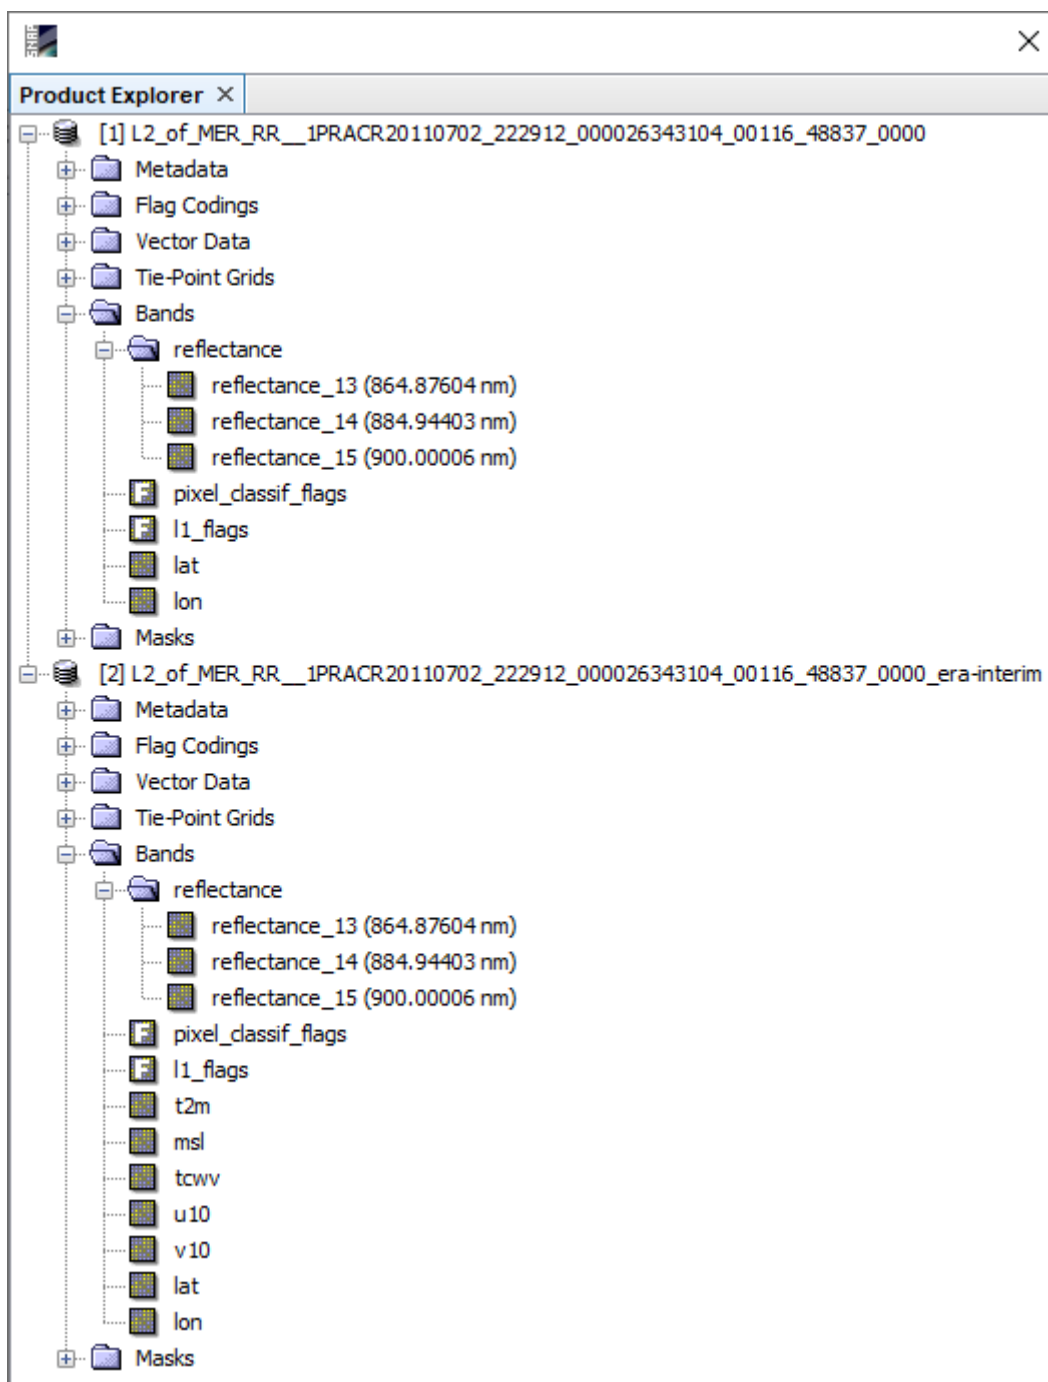 SNAP
Product Explorer ×
[1] L2_of_MER_RR__1PRACR20110702_222912_000026343104_00116_48837_0000
Metadata
Flag Codings
Vector Data
Tie-Point Grids
Bands
reflectance
reflectance_13 (864.87604 nm)
reflectance_14 (884.94403 nm)
reflectance_15 (900.00006 nm)
pixel_classif_flags
l1_flags
lat
lon
Masks
[2] L2_of_MER_RR__1PRACR20110702_222912_000026343104_00116_48837_0000_era-interim
Metadata
Flag Codings
Vector Data
Tie-Point Grids
Bands
reflectance
reflectance_13 (864.87604 nm)
reflectance_14 (884.94403 nm)
reflectance_15 (900.00006 nm)
pixel_classif_flags
l1_flags
t2m
msl
tcwv
u10
v10
lat
lon
Masks